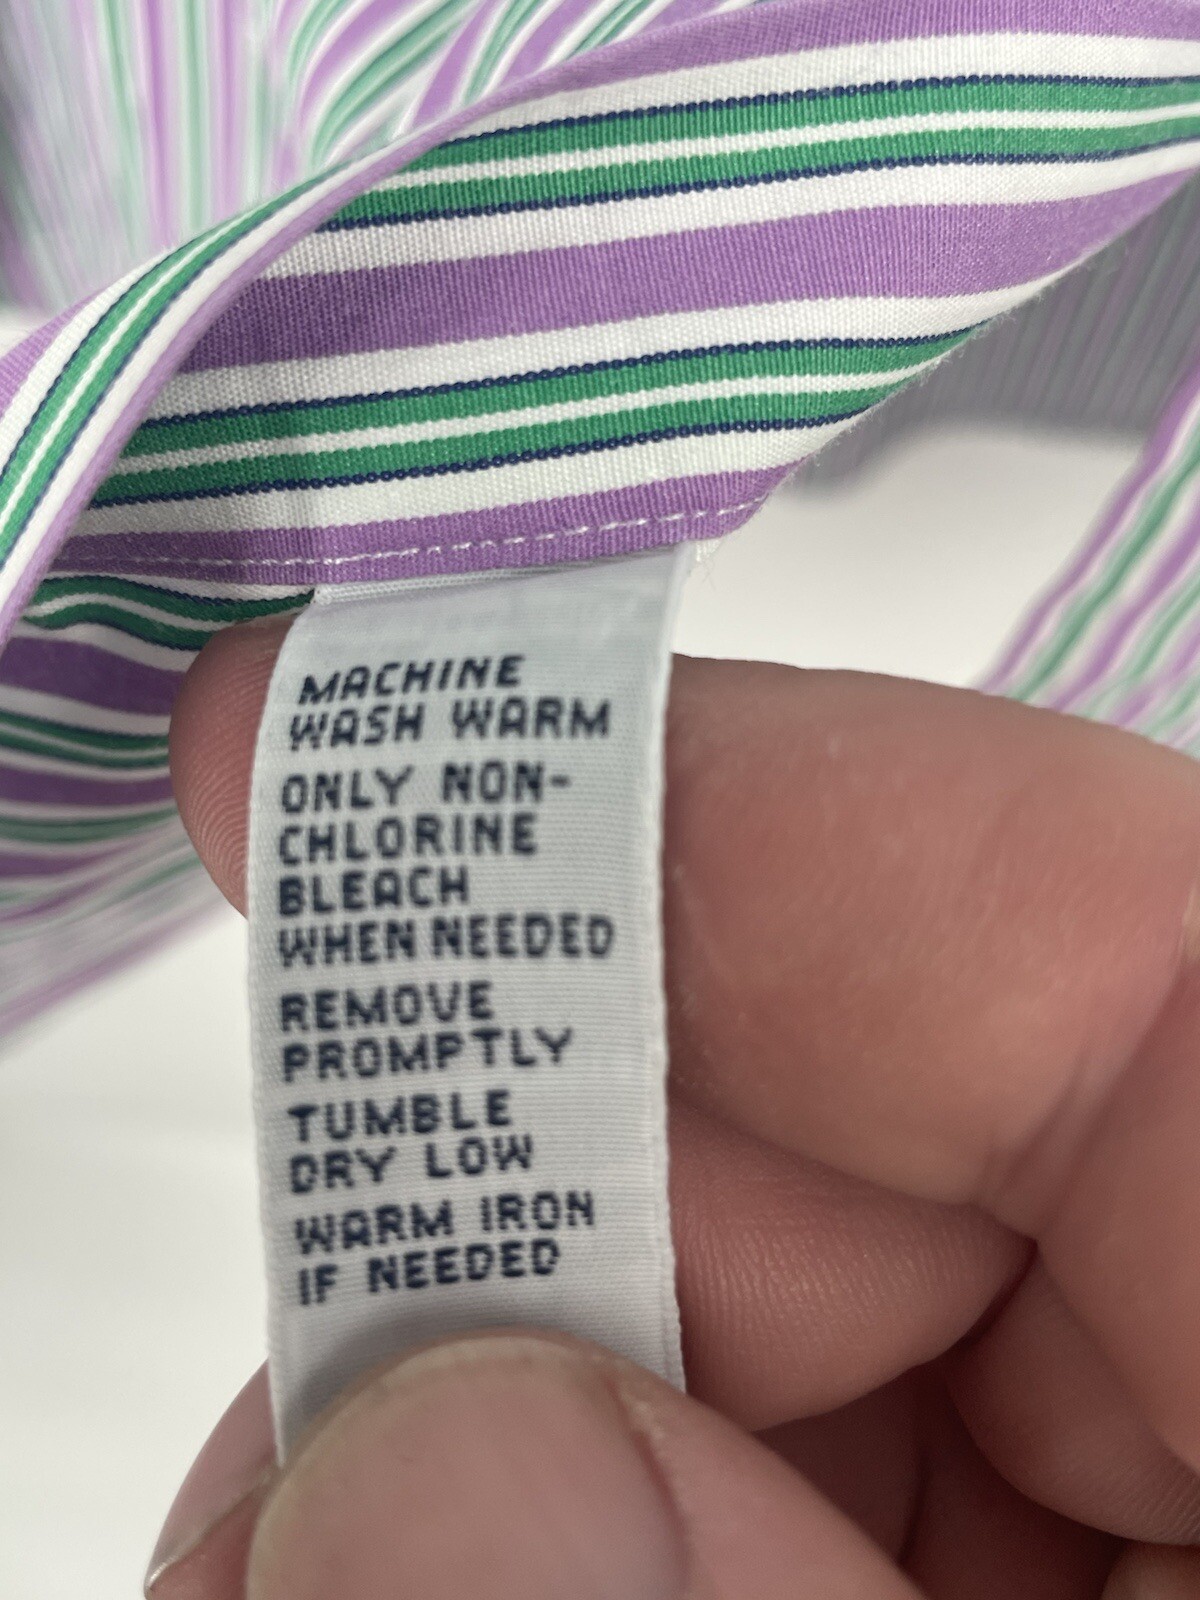 MACHINE
WASH WARM
ONLY NON-
CHLORINE
BLEACH
WHEN NEEDED
REMOVE
PROMPTLY
TUMBLE
DRY LOW
WARM IRON
IF NEEDED